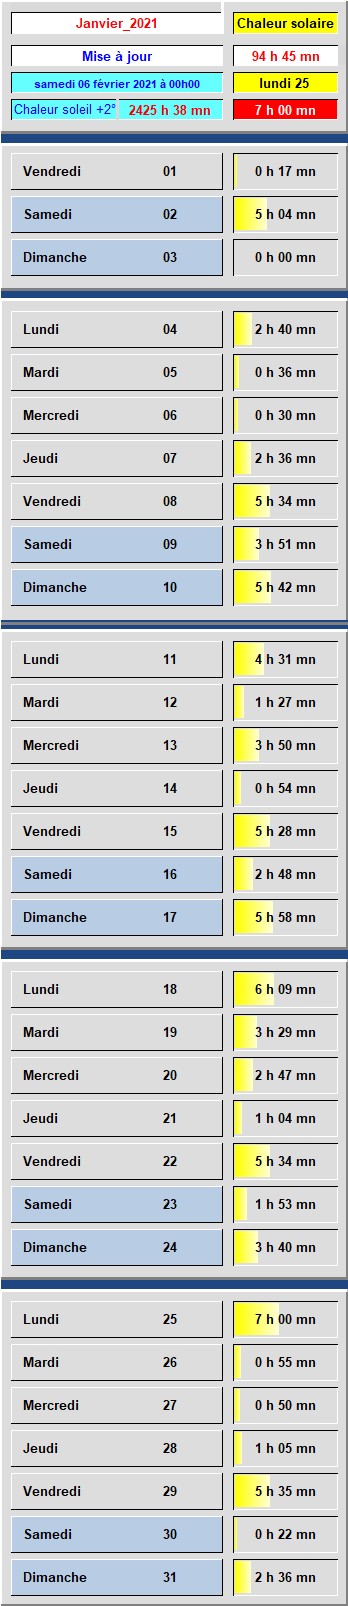 Janvier_2021 Chaleur solaire
Mise à jour 94 h 45 mn
samedi 06 février 2021 à 00h00 lundi 25
Chaleur soleil +2° 2425 h 38 mn 7 h 00 mn
Vendredi 01 0 h 17 mn
Samedi 02 5 h 04 mn
Dimanche 03 0 h 00 mn
Lundi 04 2 h 40 mn
Mardi 05 0 h 36 mn
Mercredi 06 0 h 30 mn
Jeudi 07 2 h 36 mn
Vendredi 08 5 h 34 mn
Samedi 09 3 h 51 mn
Dimanche 10 5 h 42 mn
Lundi 11 4 h 31 mn
Mardi 12 1 h 27 mn
Mercredi 13 3 h 50 mn
Jeudi 14 0 h 54 mn
Vendredi 15 5 h 28 mn
Samedi 16 2 h 48 mn
Dimanche 17 5 h 58 mn
Lundi 18 6 h 09 mn
Mardi 19 3 h 29 mn
Mercredi 20 2 h 47 mn
Jeudi 21 1 h 04 mn
Vendredi 22 5 h 34 mn
Samedi 23 1 h 53 mn
Dimanche 24 3 h 40 mn
Lundi 25 7 h 00 mn
Mardi 26 0 h 55 mn
Mercredi 27 0 h 50 mn
Jeudi 28 1 h 05 mn
Vendredi 29 5 h 35 mn
Samedi 30 0 h 22 mn
Dimanche 31 2 h 36 mn